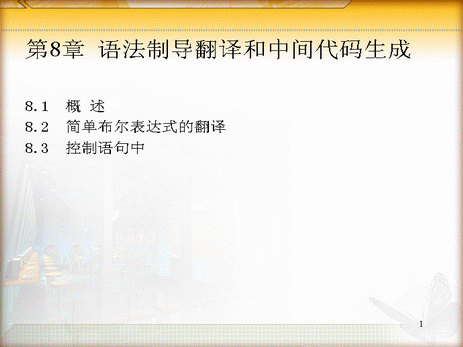 第8章 语法制导翻译和中间代码生成
8.1 概 述
8.2 简单布尔表达式的翻译
8.3 控制语句中
1